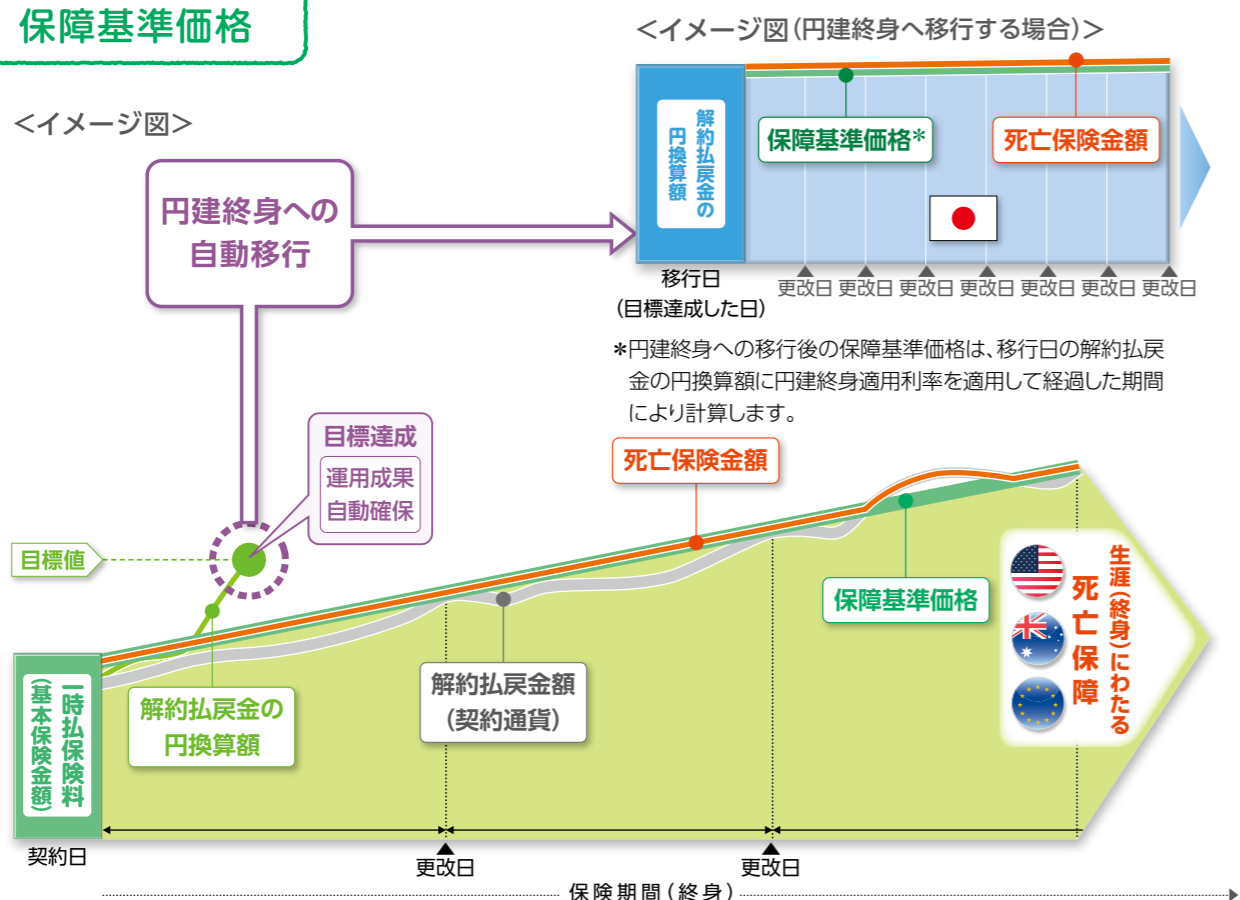 保障基準価格
＜イメージ図＞
円建終身への
自動移行
目標達成
運用成果
自動確保
目標値
一時払保険料
(基本保険金額)
解約払戻金の
円換算額
解約払戻金額
(契約通貨)
死亡保険金額
保障基準価格
生涯(終身)にわたる
死亡保障
契約日
更改日
更改日
保険期間(終身)
＜イメージ図(円建終身へ移行する場合)＞
解約払戻金の
円換算額
保障基準価格*
死亡保険金額
移行日
(目標達成した日)
更改日 更改日 更改日 更改日 更改日 更改日 更改日
*円建終身への移行後の保障基準価格は、移行日の解約払戻
金の円換算額に円建終身適用利率を適用して経過した期間
により計算します。